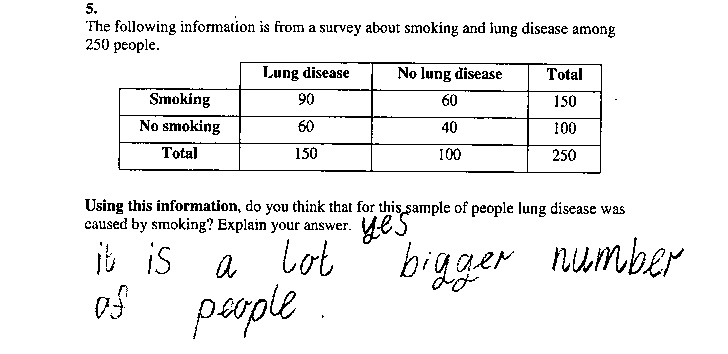 5.
The following information is from a survey about smoking and lung disease among
250 people.
Lung disease No lung disease Total
Smoking 90 60 150
No smoking 60 40 100
Total 150 100 250
Using this information, do you think that for this sample of people lung disease was
caused by smoking? Explain your answer. yes
it is a lot bigger number
of people.